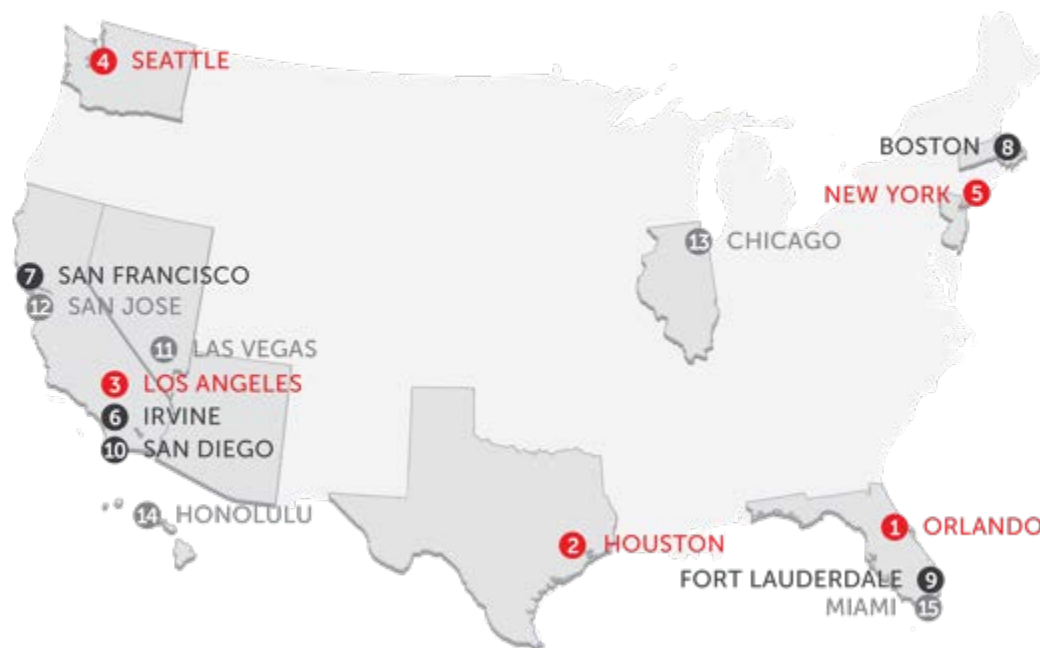 4 SEATTLE
BOSTON 8
NEW YORK 5
13 CHICAGO
7 SAN FRANCISCO
12 SAN JOSE
11 LAS VEGAS
3 LOS ANGELES
6 IRVINE
10 SAN DIEGO
14 HONOLULU
1 ORLANDO
2 HOUSTON
FORT LAUDERDALE 9
MIAMI 15